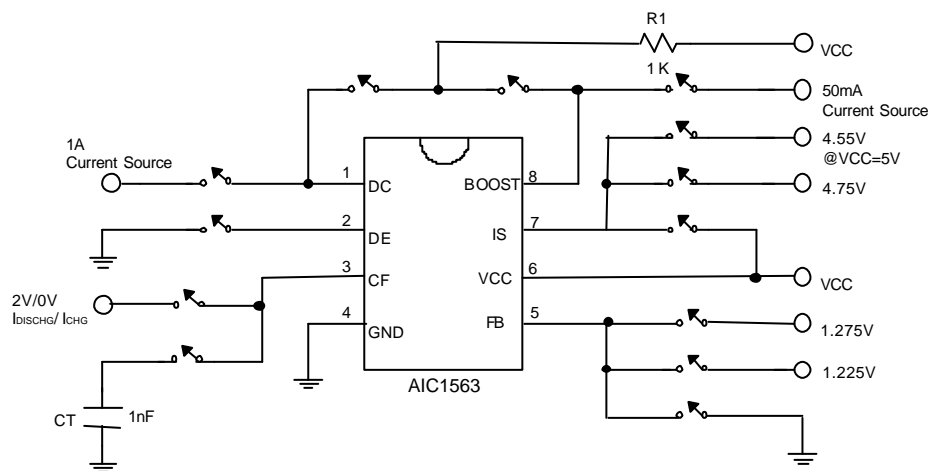 R1
VCC
1K
50mA
Current Source
1A
Current Source
4.55V
@VCC=5V
1
DC
BOOST
8
4.75V
2
DE
IS
7
3
CF
VCC
6
VCC
2V/0V
IDISCHG/ ICHG
4
GND
FB
5
1.275V
AIC1563
1.225V
CT
1nF